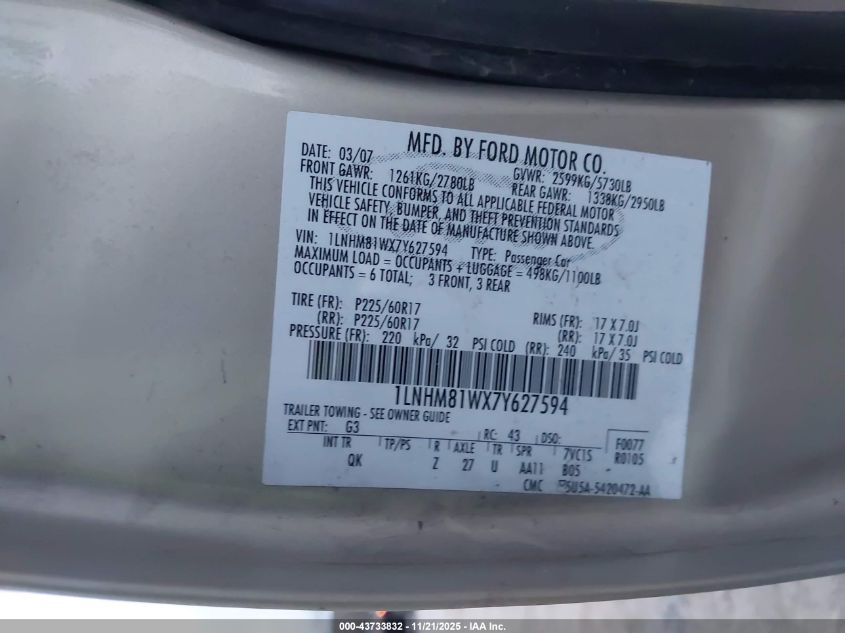 MFD. BY FORD MOTOR CO.
DATE: 03/07 GVWR: 2599KG/5730LB
FRONT GAWR: 1261KG/2780LB REAR GAWR: 1338KG/2950LB
THIS VEHICLE CONFORMS TO ALL APPLICABLE FEDERAL MOTOR
VEHICLE SAFETY, BUMPER, AND THEFT PREVENTION STANDARDS
IN EFFECT ON THE DATE OF MANUFACTURE SHOWN ABOVE.
VIN: 1LNHM81WX7Y627594 TYPE: Passenger Car
MAXIMUM LOAD = OCCUPANTS + LUGGAGE = 498KG/1100LB
OCCUPANTS = 6 TOTAL; 3 FRONT, 3 REAR
TIRE (FR): P225/60R17 RIMS (FR): 17 X 7.0J
(RR): P225/60R17 (RR): 17 X 7.0J
PRESSURE (FR): 220 kPa/ 32 PSI COLD (RR): 240 kPa/ 35 PSI COLD
1LNHM81WX7Y627594
TRAILER TOWING - SEE OWNER GUIDE
EXT PNT: G3 RC: 43 DSO: F0077
INT TR TP/PS R AXLE TR SPR 7VC15 R0105
QK Z 27 U AA11 B05
CMC 5U5A-5420472-AA
000-43733832 - 11/21/2025 - IAA Inc.